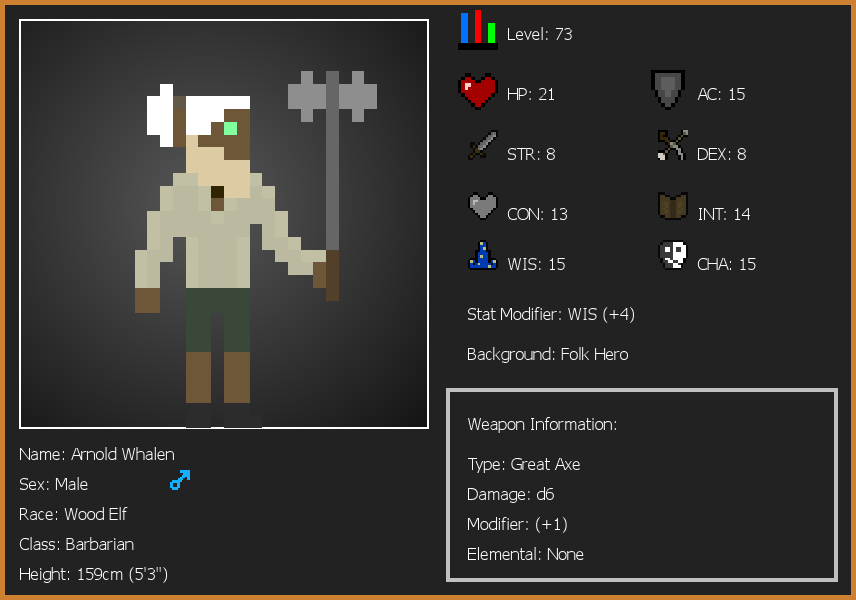 Level: 73
HP: 21
AC: 15
STR: 8
DEX: 8
CON: 13
INT: 14
WIS: 15
CHA: 15
Stat Modifier: WIS (+4)
Background: Folk Hero
Weapon Information:
Type: Great Axe
Damage: d6
Modifier: (+1)
Elemental: None
Name: Arnold Whalen
Sex: Male
Race: Wood Elf
Class: Barbarian
Height: 159cm (5'3")